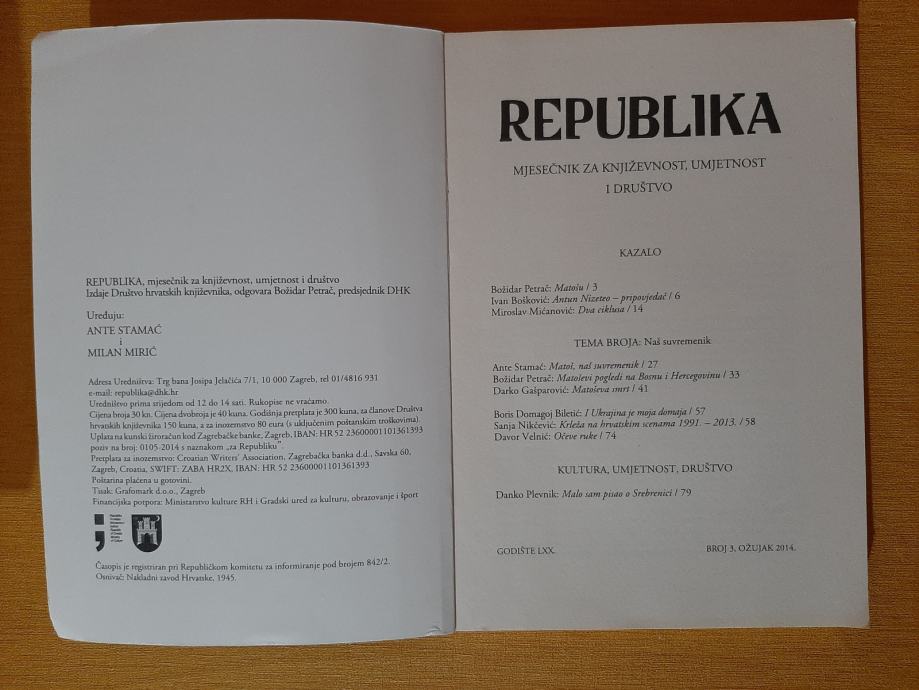 REPUBLIKA, mjesečnik za književnost, umjetnost i društvo
Izdaje Društvo hrvatskih književnika, odgovara Božidar Petrač, predsjednik DHK
Uređuju:
ANTE STAMAĆ
i
MILAN MIRIĆ
Adresa Uredništva: Trg bana Josipa Jelačića 7/1, 10 000 Zagreb, tel 01/4816 931
e-mail: republika@dhk.hr
Uredništvo prima srijedom od 12 do 14 sati. Rukopise ne vraćamo.
Cijena broja 30 kn. Cijena dvobroja je 40 kuna. Godišnja pretplata je 300 kuna, za članove Društva
hrvatskih književnika 150 kuna, a za inozemstvo 80 eura (s uključenim poštanskim troškovima).
Uplata na kunski žiroračun kod Zagrebačke banke, Zagreb, IBAN: HR 52 23600001101361393
poziv na broj: 0105-2014 s naznakom „za Republiku".
Pretplata za inozemstvo: Croatian Writers' Association, Zagrebačka banka d.d., Savska 60,
Zagreb, Croatia, SWIFT: ZABA HR2X, IBAN: HR 52 23600001101361393
Poštarina plaćena u gotovini.
Tisak: Grafomark d.o.o., Zagreb
Financijska potpora: Ministarstvo kulture RH i Gradski ured za kulturu, obrazovanje i šport
Časopis je registriran pri Republičkom komitetu za informiranje pod brojem 842/2.
Osnivač: Nakladni zavod Hrvatske, 1945.
REPUBLIKA
MJESEČNIK ZA KNJIŽEVNOST, UMJETNOST
I DRUŠTVO
KAZALO
Božidar Petrač: Matošu / 3
Ivan Bošković: Antun Nizeteo – pripovjedač / 6
Miroslav Mićanović: Dva ciklusa / 14
TEMA BROJA: Naš suvremenik
Ante Stamać: Matoš, naš suvremenik / 27
Božidar Petrač: Matoševi pogledi na Bosnu i Hercegovinu / 33
Darko Gašparović: Matoševa smrt / 41
Boris Domagoj Biletić: I Ukrajina je moja domaja / 57
Sanja Nikčević: Krleža na hrvatskim scenama 1991. – 2013. / 58
Davor Velnić: Očeve ruke / 74
KULTURA, UMJETNOST, DRUŠTVO
Danko Plevnik: Malo sam pisao o Srebrenici / 79
GODIŠTE LXX.
BROJ 3, OŽUJAK 2014.